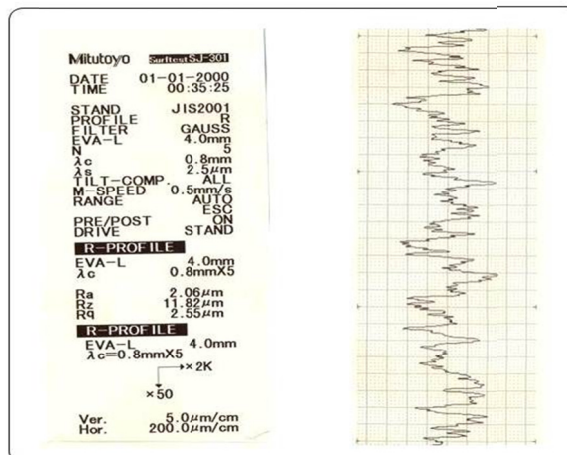 Mitutoyo SurftestSJ-301
DATE 01-01-2000
TIME 00:35:25
STAND JIS2001
PROFILE R
FILTER GAUSS
EVA-L 4.0mm
N 5
λc 0.8mm
λs 2.5μm
TILT-COMP. ALL
M-SPEED 0.5mm/s
RANGE AUTO
ESC
PRE/POST ON
DRIVE STAND
R-PROFILE
EVA-L 4.0mm
λc 0.8mmX5
Ra 2.06μm
Rz 11.82μm
Rq 2.55μm
R-PROFILE
EVA-L 4.0mm
λc=0.8mmX5
×2K
×50
Ver. 5.0μm/cm
Hor. 200.0μm/cm